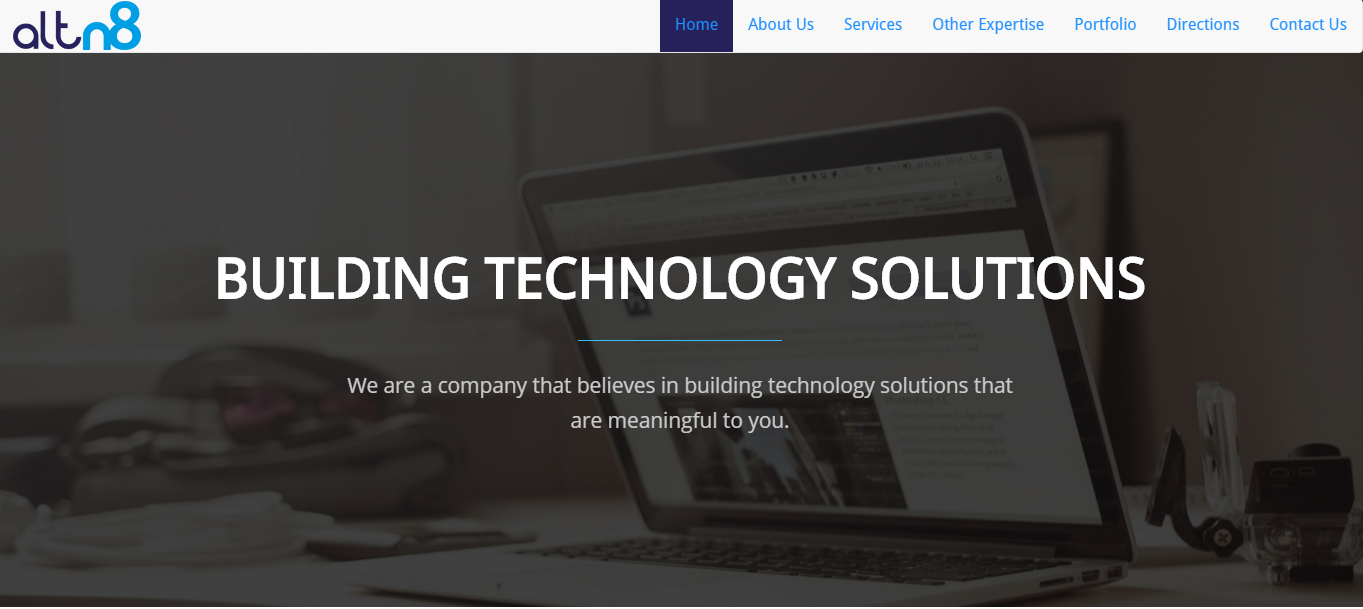 altn8
Home About Us Services Other Expertise Portfolio Directions Contact Us
BUILDING TECHNOLOGY SOLUTIONS
We are a company that believes in building technology solutions that
are meaningful to you.